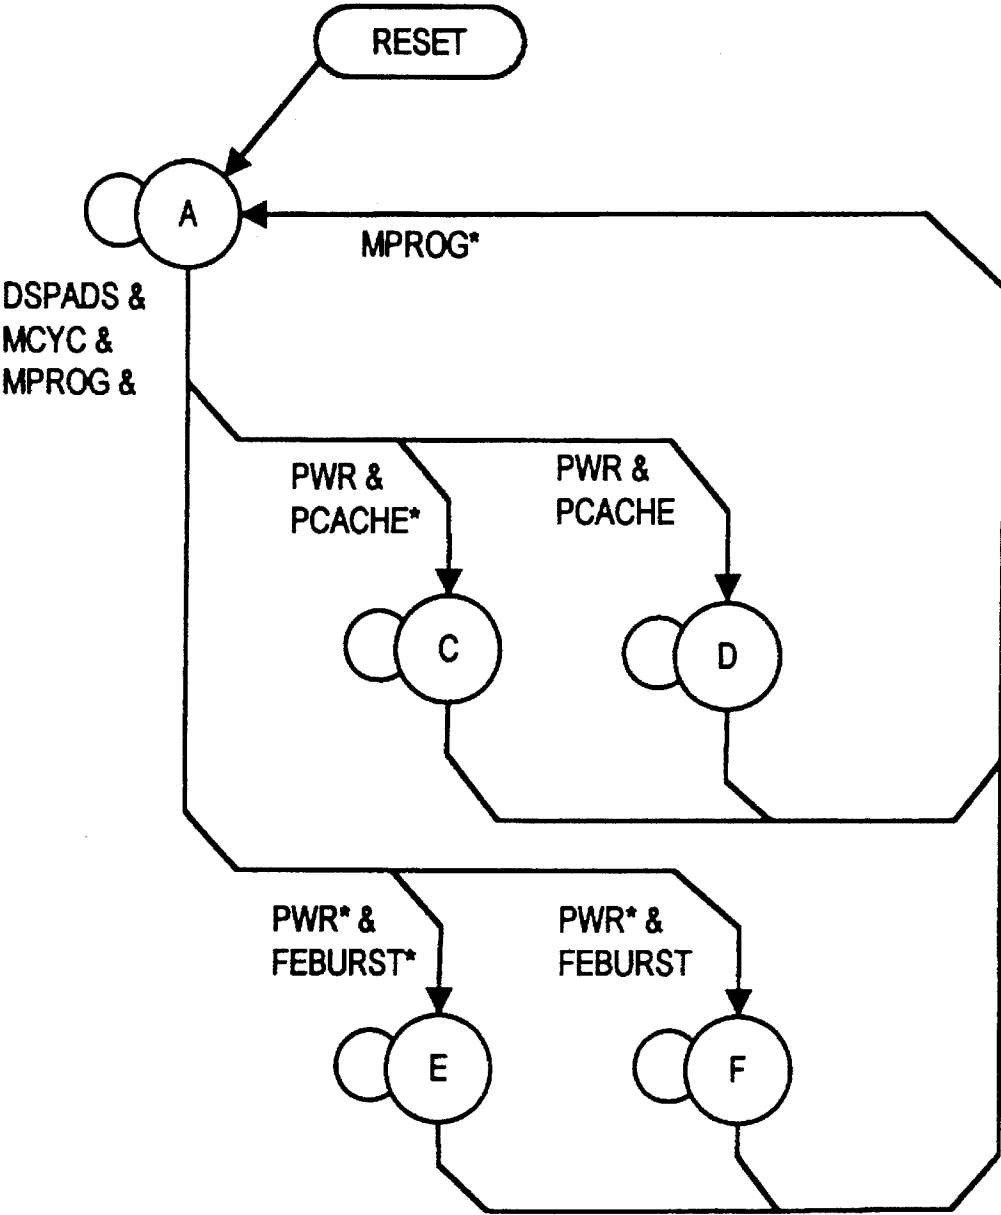 RESET
A
MPROG*
DSPADS &
MCYC &
MPROG &
PWR &
PCACHE*
PWR &
PCACHE
C
D
PWR* &
FEBURST*
PWR* &
FEBURST
E
F